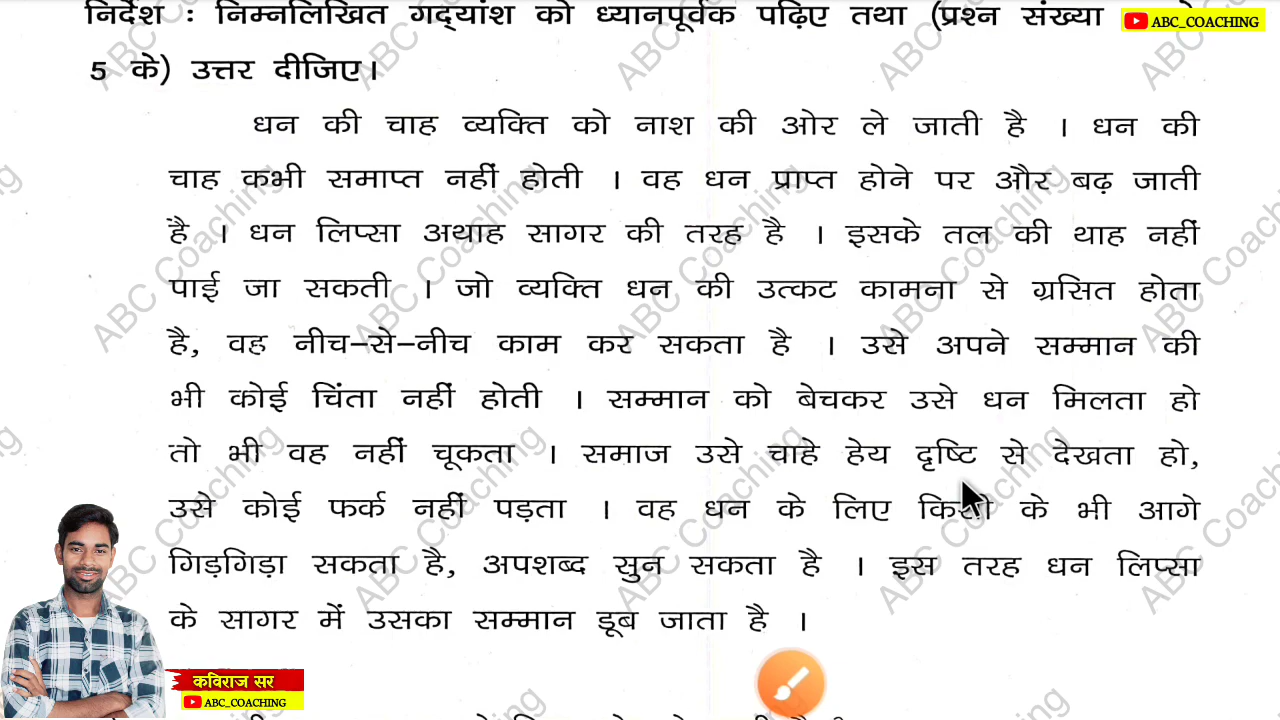 निर्देश : निम्नलिखित गद्यांश को ध्यानपूर्वक पढ़िए तथा (प्रश्न संख्या
ABC_COACHING
5 के) उत्तर दीजिए।
धन की चाह व्यक्ति को नाश की ओर ले जाती है । धन की
चाह कभी समाप्त नहीं होती । वह धन प्राप्त होने पर और बढ़ जाती
है । धन लिप्सा अथाह सागर की तरह है । इसके तल की थाह नहीं
पाई जा सकती । जो व्यक्ति धन की उत्कट कामना से ग्रसित होता
है, वह नीच–से–नीच काम कर सकता है । उसे अपने सम्मान की
भी कोई चिंता नहीं होती । सम्मान को बेचकर उसे धन मिलता हो
तो भी वह नहीं चूकता । समाज उसे चाहे हेय दृष्टि से देखता हो,
उसे कोई फर्क नहीं पड़ता । वह धन के लिए किसी के भी आगे
गिड़गिड़ा सकता है, अपशब्द सुन सकता है । इस तरह धन लिप्सा
के सागर में उसका सम्मान डूब जाता है ।
कविराज सर
ABC_COACHING
ABC Coaching